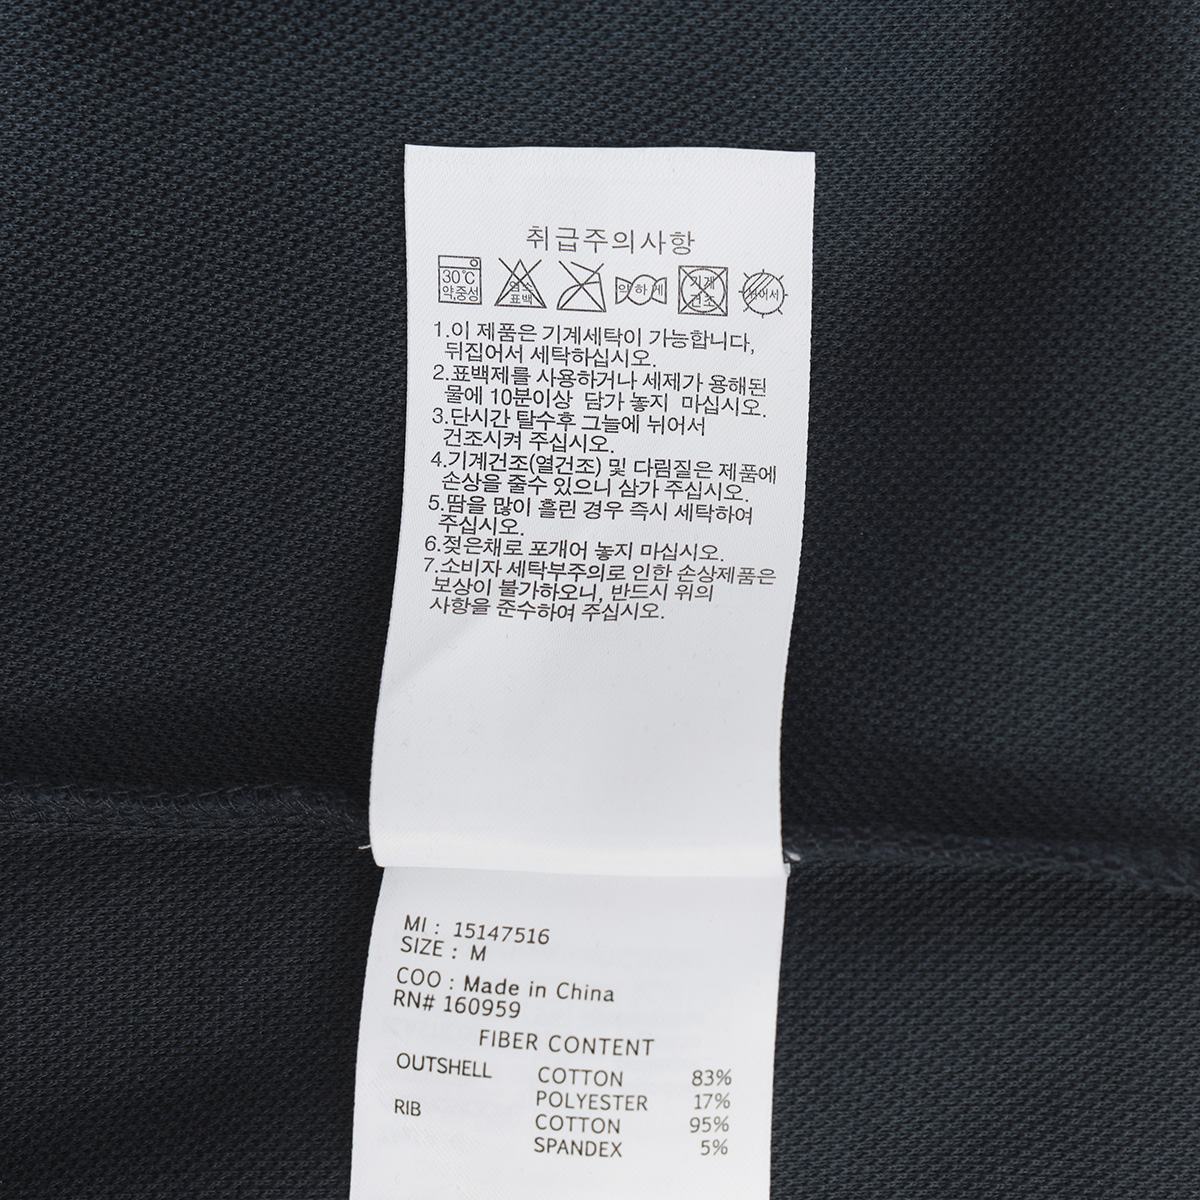 취급주의사항
30℃
약,중성
염소
표백
약하게
기계
건조
뉘어서
1.이 제품은 기계세탁이 가능합니다,
뒤집어서 세탁하십시오.
2.표백제를 사용하거나 세제가 용해된
물에 10분이상 담가 놓지 마십시오.
3.단시간 탈수후 그늘에 뉘어서
건조시켜 주십시오.
4.기계건조(열건조) 및 다림질은 제품에
손상을 줄수 있으니 삼가 주십시오.
5.땀을 많이 흘린 경우 즉시 세탁하여
주십시오.
6.젖은채로 포개어 놓지 마십시오.
7.소비자 세탁부주의로 인한 손상제품은
보상이 불가하오니, 반드시 위의
사항을 준수하여 주십시오.
MI : 15147516
SIZE : M
COO : Made in China
RN# 160959
FIBER CONTENT
OUTSHELL COTTON 83%
POLYESTER 17%
RIB COTTON 95%
SPANDEX 5%